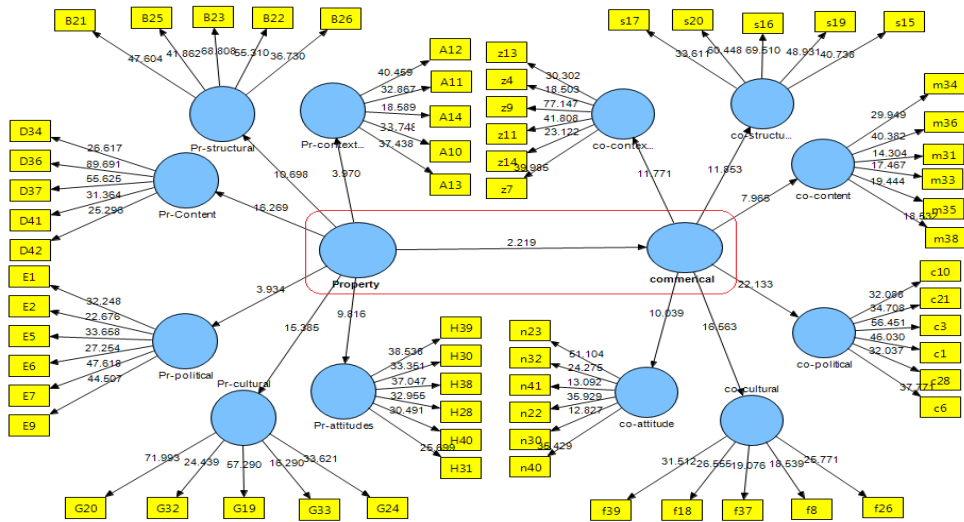 B21
B25
B23
B22
B26
47.604
41.862
68.808
55.310
36.730
Pr-structural
A12
A11
A14
A10
A13
40.459
32.867
18.589
33.748
37.438
Pr-context...
z13
z4
z9
z11
z14
z7
30.302
18.503
77.147
41.808
23.122
39.985
co-contex...
s17
s20
s16
s19
s15
33.611
60.448
69.510
48.931
40.738
co-structu...
m34
m36
m31
m33
m35
m38
29.949
40.382
14.304
17.467
19.444
18.532
co-content
D34
D36
D37
D41
D42
26.617
89.691
55.625
31.364
25.298
Pr-Content
10.698
3.970
16.269
11.771
11.853
7.965
2.219
Property
commerical
3.934
15.385
9.816
10.039
16.563
22.133
E1
E2
E5
E6
E7
E9
32.248
22.676
33.658
27.254
47.618
44.507
Pr-political
Pr-cultural
71.993
24.439
57.290
16.290
33.621
G20
G32
G19
G33
G24
H39
H30
H38
H28
H40
H31
38.538
33.351
37.047
32.955
30.491
25.699
Pr-attitudes
n23
n32
n41
n22
n30
n40
51.104
24.275
13.092
35.929
12.827
35.429
co-attitude
co-cultural
31.512
26.555
19.076
18.539
25.771
f39
f18
f37
f8
f26
c10
c21
c3
c1
c28
c6
32.088
34.708
56.451
46.030
32.037
37.771
co-political